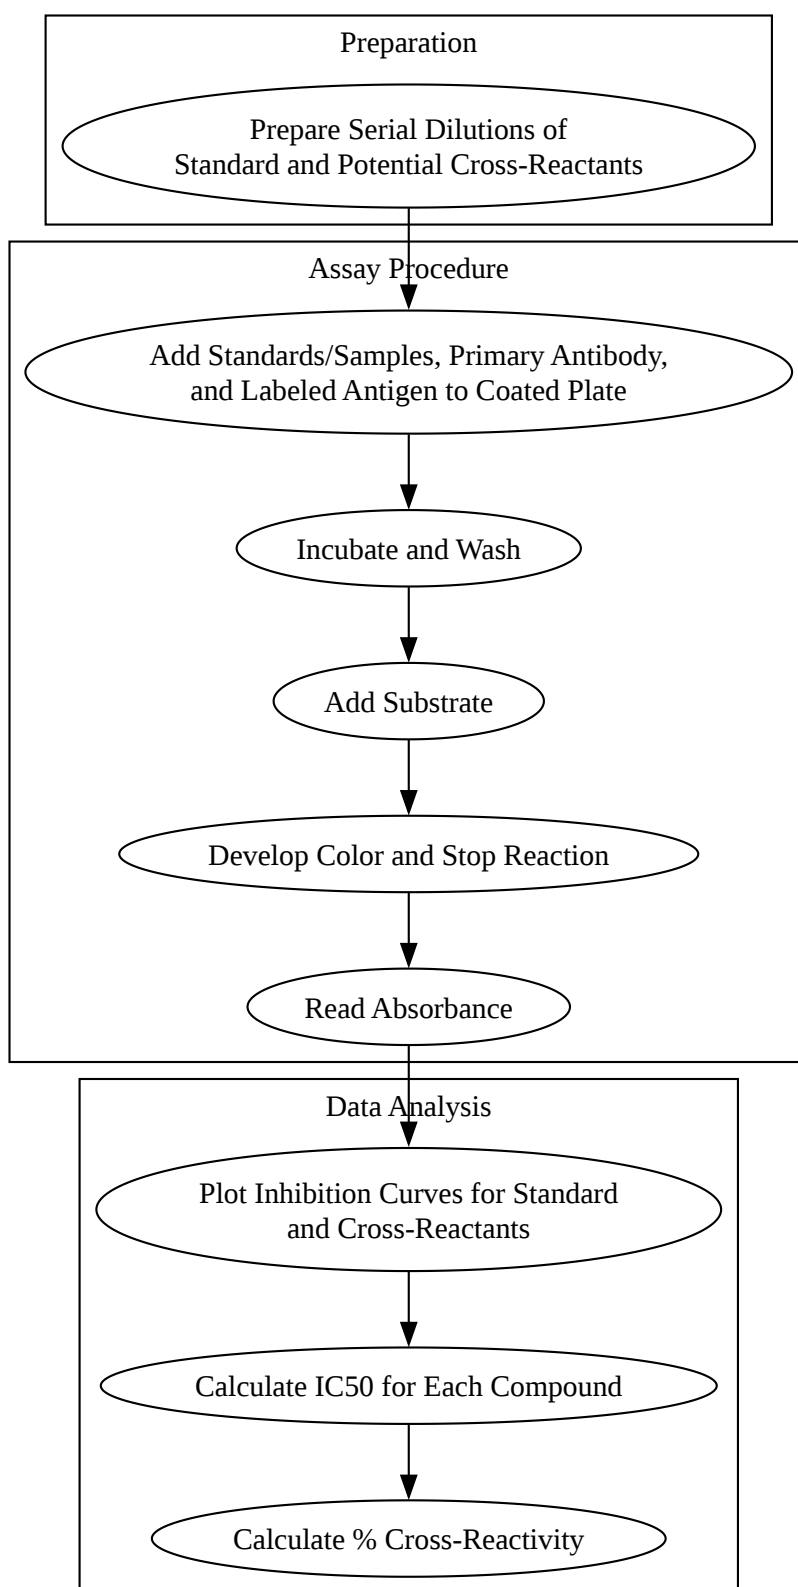 Preparation
Prepare Serial Dilutions of
Standard and Potential Cross-Reactants
Assay Procedure
Add Standards/Samples, Primary Antibody,
and Labeled Antigen to Coated Plate
Incubate and Wash
Add Substrate
Develop Color and Stop Reaction
Read Absorbance
Data Analysis
Plot Inhibition Curves for Standard
and Cross-Reactants
Calculate IC50 for Each Compound
Calculate % Cross-Reactivity